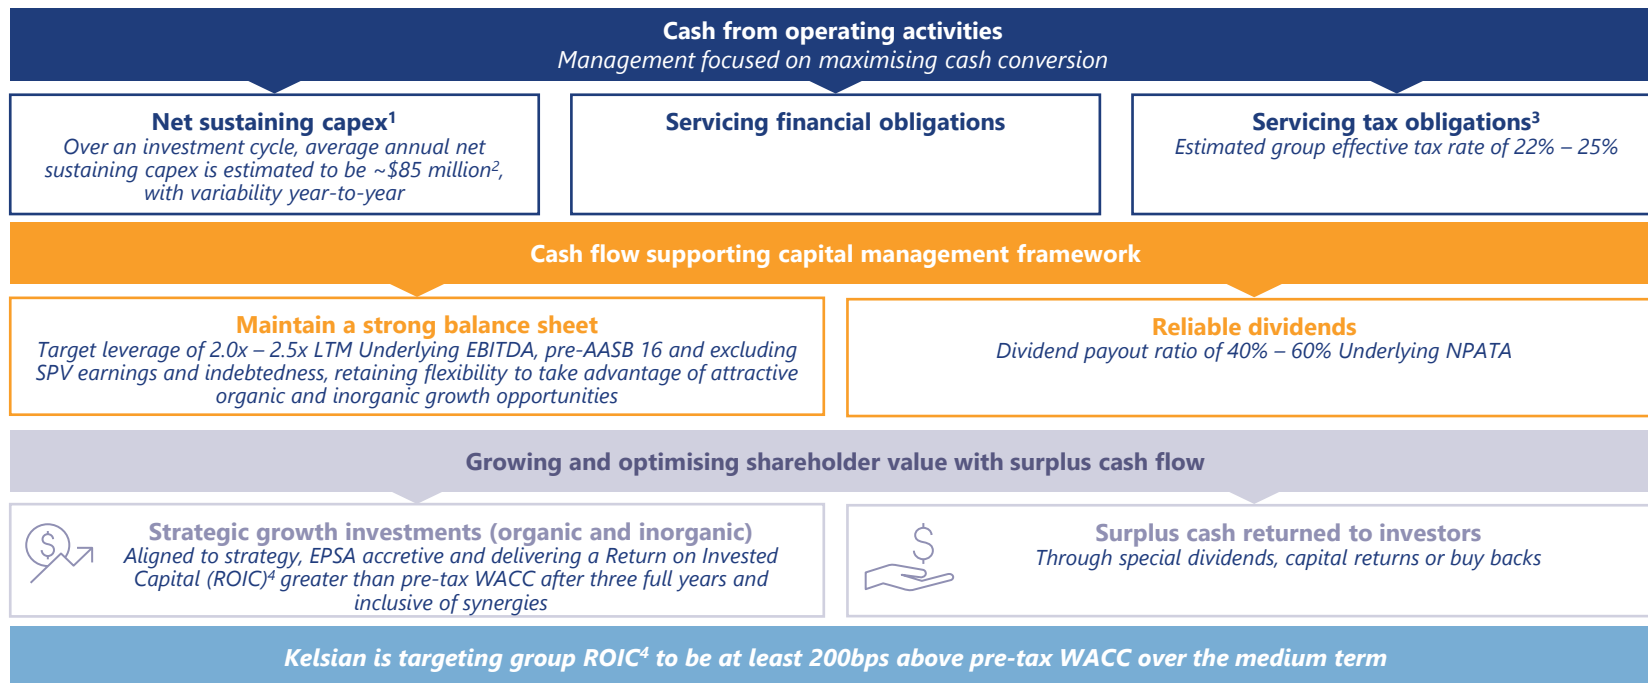 Cash from operating activities
Management focused on maximising cash conversion
Net sustaining capex¹
Over an investment cycle, average annual net
sustaining capex is estimated to be ~$85 million²,
with variability year-to-year
Servicing financial obligations
Servicing tax obligations³
Estimated group effective tax rate of 22% – 25%
Cash flow supporting capital management framework
Maintain a strong balance sheet
Target leverage of 2.0x – 2.5x LTM Underlying EBITDA, pre-AASB 16 and excluding
SPV earnings and indebtedness, retaining flexibility to take advantage of attractive
organic and inorganic growth opportunities
Reliable dividends
Dividend payout ratio of 40% – 60% Underlying NPATA
Growing and optimising shareholder value with surplus cash flow
$
Strategic growth investments (organic and inorganic)
Aligned to strategy, EPSA accretive and delivering a Return on Invested
Capital (ROIC)⁴ greater than pre-tax WACC after three full years and
inclusive of synergies
$
Surplus cash returned to investors
Through special dividends, capital returns or buy backs
Kelsian is targeting group ROIC⁴ to be at least 200bps above pre-tax WACC over the medium term